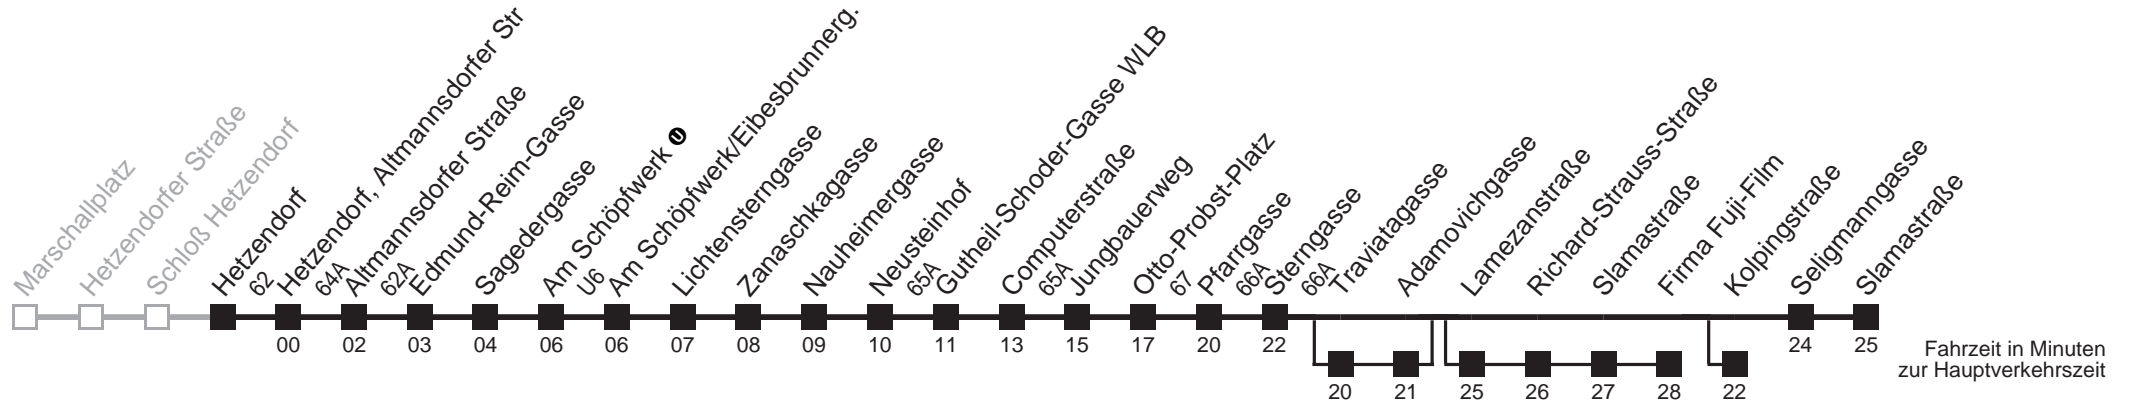 Marschallplatz
Hetzendorfer Straße
Schloß Hetzendorf
Hetzendorf
62
Hetzendorf, Altmannsdorfer Str
64A
Altmannsdorfer Straße
62A
Edmund-Reim-Gasse
Sagedergasse
Am Schöpfwerk U
U6
Am Schöpfwerk/Eibesbrunnerg.
Lichtensterngasse
Zanaschkagasse
Nauheimergasse
Neusteinhof
65A
Gutheil-Schoder-Gasse WLB
Computerstraße
65A
Jungbauerweg
Otto-Probst-Platz
67
Pfarrgasse
66A
Sterngasse
66A
Traviatagasse
Adamovichgasse
Lamezanstraße
Richard-Strauss-Straße
Slamastraße
Firma Fuji-Film
Kolpingstraße
Seligmanngasse
Slamastraße
00 02 03 04 06 06 07 08 09 10 11 13 15 17 20 22 24 25
20 21 25 26 27 28 22
Fahrzeit in Minuten
zur Hauptverkehrszeit